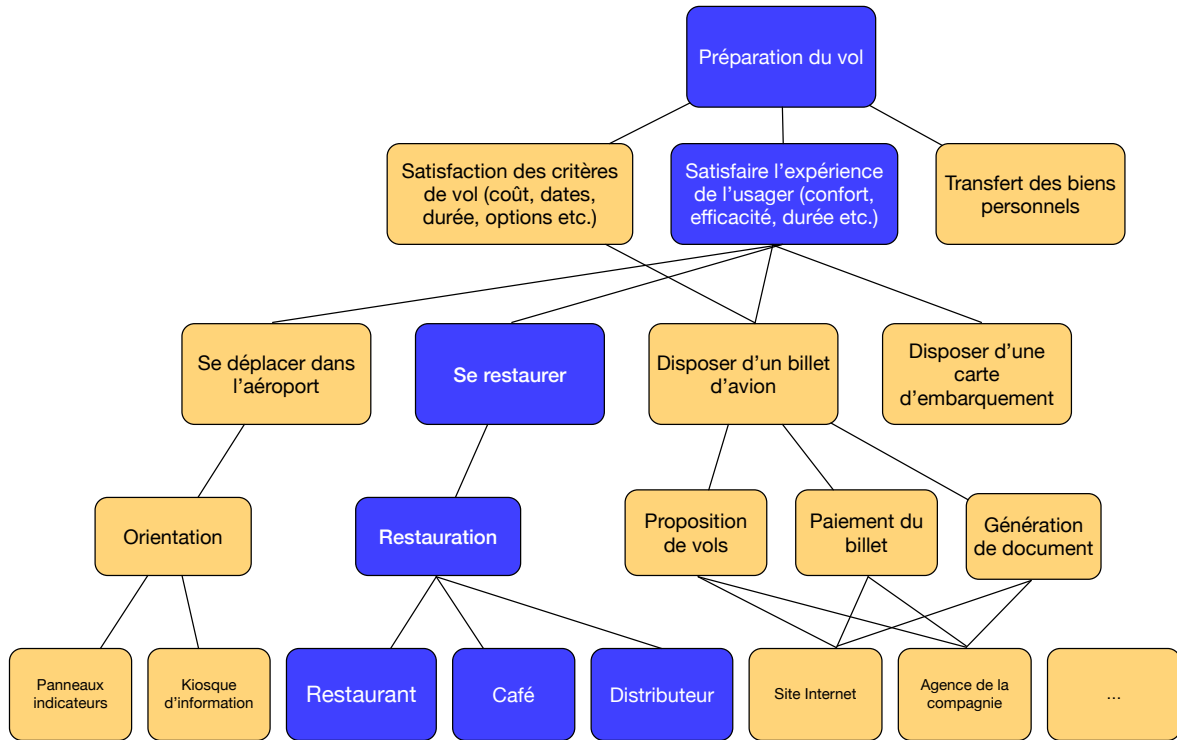 Préparation du vol
Satisfaction des critères
de vol (coût, dates,
durée, options etc.)
Satisfaire l’expérience
de l’usager (confort,
efficacité, durée etc.)
Transfert des biens
personnels
Se déplacer dans
l’aéroport
Se restaurer
Disposer d’un billet
d’avion
Disposer d’une
carte
d’embarquement
Orientation
Restauration
Proposition
de vols
Paiement du
billet
Génération
de document
Panneaux
indicateurs
Kiosque
d’information
Restaurant
Café
Distributeur
Site Internet
Agence de la
compagnie
...